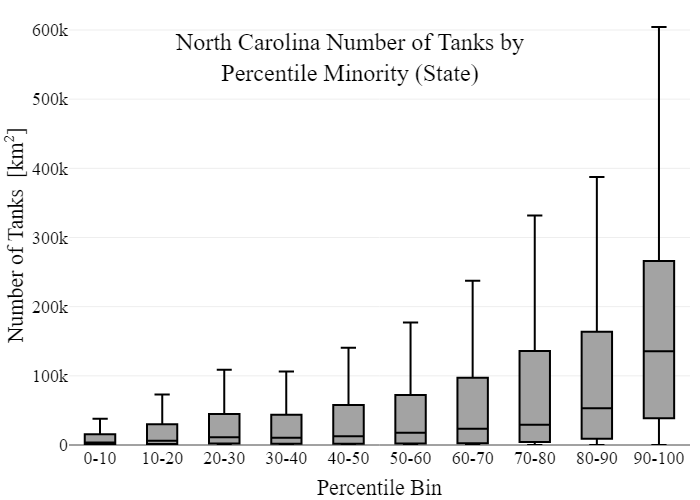 North Carolina Number of Tanks by
Percentile Minority (State)
Number of Tanks [km²]
600k
500k
400k
300k
200k
100k
0
0-10 10-20 20-30 30-40 40-50 50-60 60-70 70-80 80-90 90-100
Percentile Bin